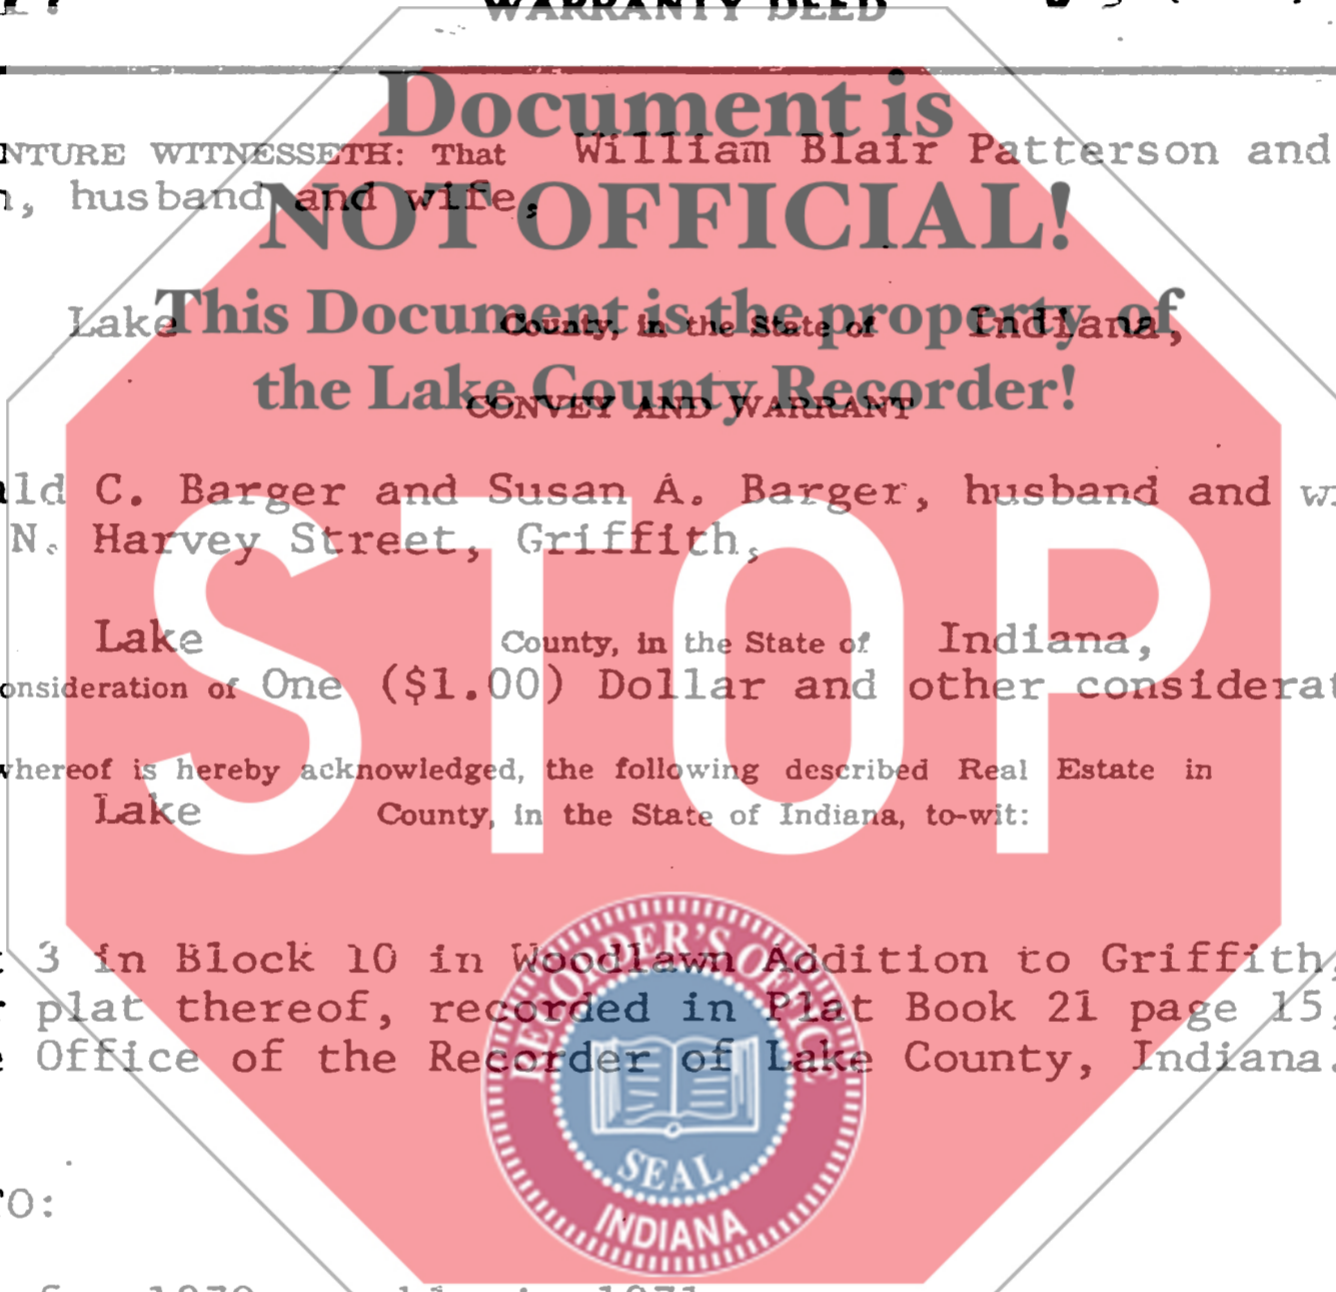 WARRANTY DEED
Document is
NTURE WITNESSETH: That William Blair Patterson and
, husband and wife,
NOT OFFICIAL!
This Document is the property of
Lake County, in the State of Indiana,
the Lake County Recorder!
CONVEY AND WARRANT
ld C. Barger and Susan A. Barger, husband and w
N. Harvey Street, Griffith,
STOP
Lake County, in the State of Indiana,
onsideration of One ($1.00) Dollar and other considerat
whereof is hereby acknowledged, the following described Real Estate in
Lake County, in the State of Indiana, to-wit:
3 in Block 10 in Woodlawn Addition to Griffith,
plat thereof, recorded in Plat Book 21 page 15,
Office of the Recorder of Lake County, Indiana.
RECORDER'S OFFICE
SEAL
INDIANA
TO: